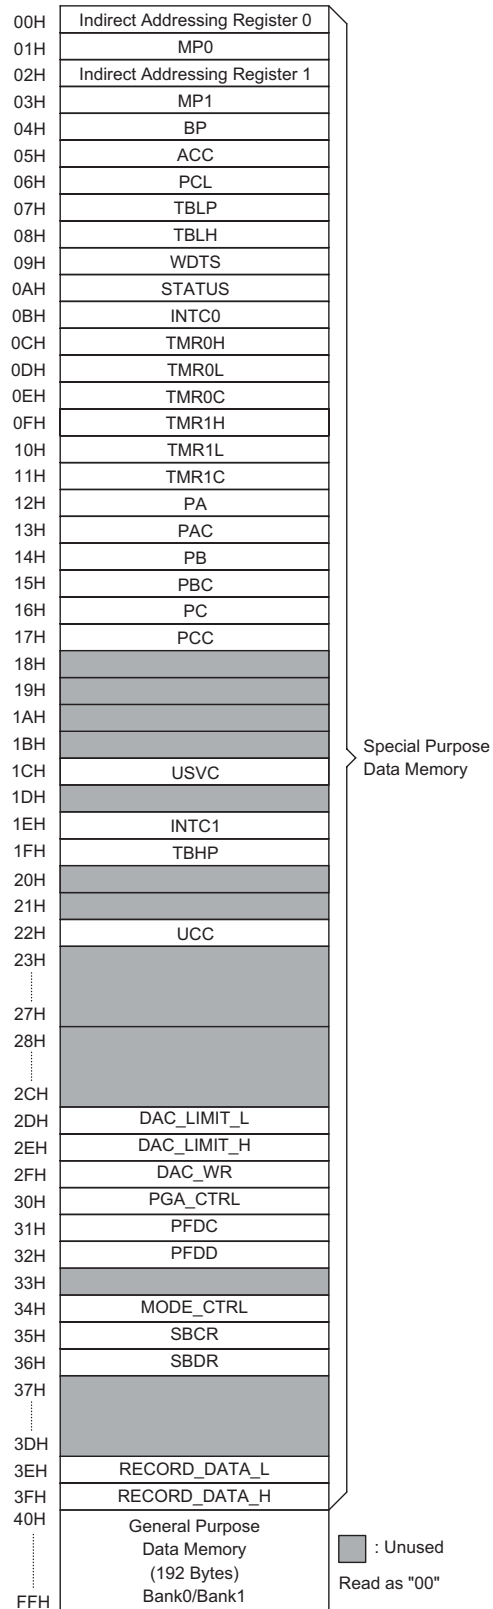 00H Indirect Addressing Register 0
01H MP0
02H Indirect Addressing Register 1
03H MP1
04H BP
05H ACC
06H PCL
07H TBLP
08H TBLH
09H WDTS
0AH STATUS
0BH INTC0
0CH TMR0H
0DH TMR0L
0EH TMR0C
0FH TMR1H
10H TMR1L
11H TMR1C
12H PA
13H PAC
14H PB
15H PBC
16H PC
17H PCC
18H
19H
1AH
1BH
Special Purpose
Data Memory
1CH USVC
1DH
1EH INTC1
1FH TBHP
20H
21H
22H UCC
23H
27H
28H
2CH
2DH DAC_LIMIT_L
2EH DAC_LIMIT_H
2FH DAC_WR
30H PGA_CTRL
31H PFDC
32H PFDD
33H
34H MODE_CTRL
35H SBCR
36H SBDR
37H
3DH
3EH RECORD_DATA_L
3FH RECORD_DATA_H
40H
General Purpose
Data Memory
(192 Bytes)
Bank0/Bank1
FFH
: Unused
Read as "00"